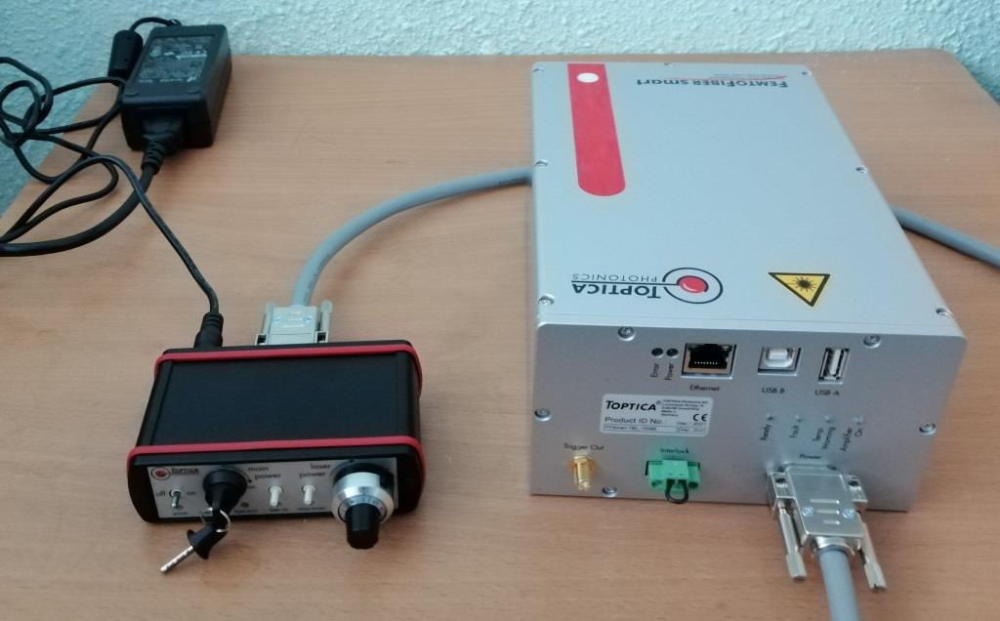 FEMTOFIBER smart
TOPTICA
PHOTONICS
Error
Power
Ethernet
USB B
USB A
TOPTICA
CE
Product ID No.:
Ready
Fault
Temp.
Warning
Amplifier
On
Power
Trigger Out
Interlock
TOPTICA
off
on
main
power
laser
power